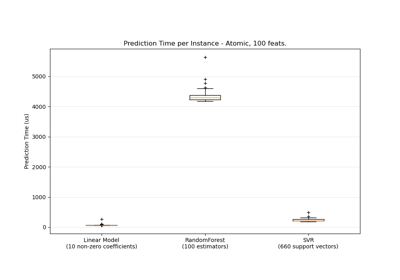 Prediction Time per Instance - Atomic, 100 feats.
Prediction Time (us)
5000
4000
3000
2000
1000
0
Linear Model
(10 non-zero coefficients)
RandomForest
(100 estimators)
SVR
(660 support vectors)